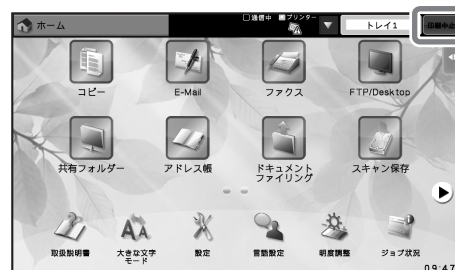 ホーム
通信中
プリンター
トレイ1
印刷中止
コピー
E-Mail
ファクス
FTP/Desktop
共有フォルダー
アドレス帳
ドキュメント
ファイリング
スキャン保存
取扱説明書
大きな文字
モード
設定
言語設定
明度調整
ジョブ状況
09:47